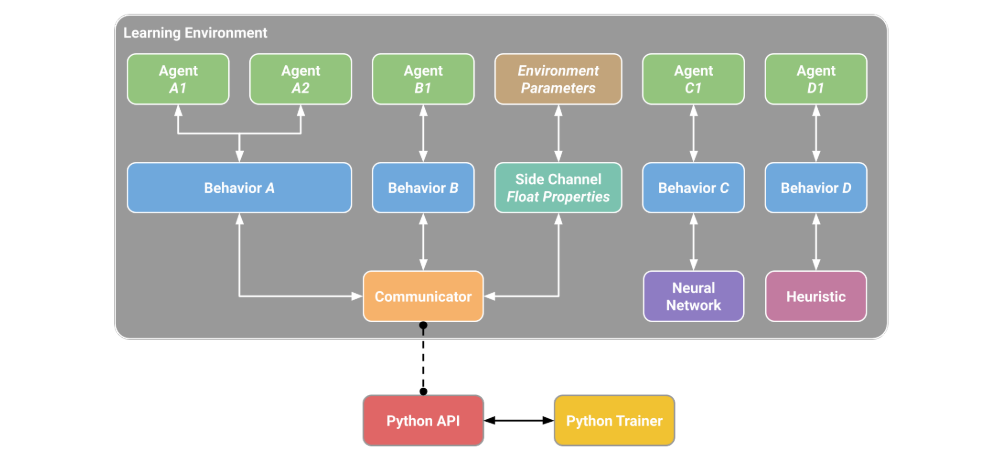 Learning Environment
Agent
A1
Agent
A2
Agent
B1
Environment
Parameters
Agent
C1
Agent
D1
Behavior A
Behavior B
Side Channel
Float Properties
Behavior C
Behavior D
Communicator
Neural
Network
Heuristic
Python API
Python Trainer